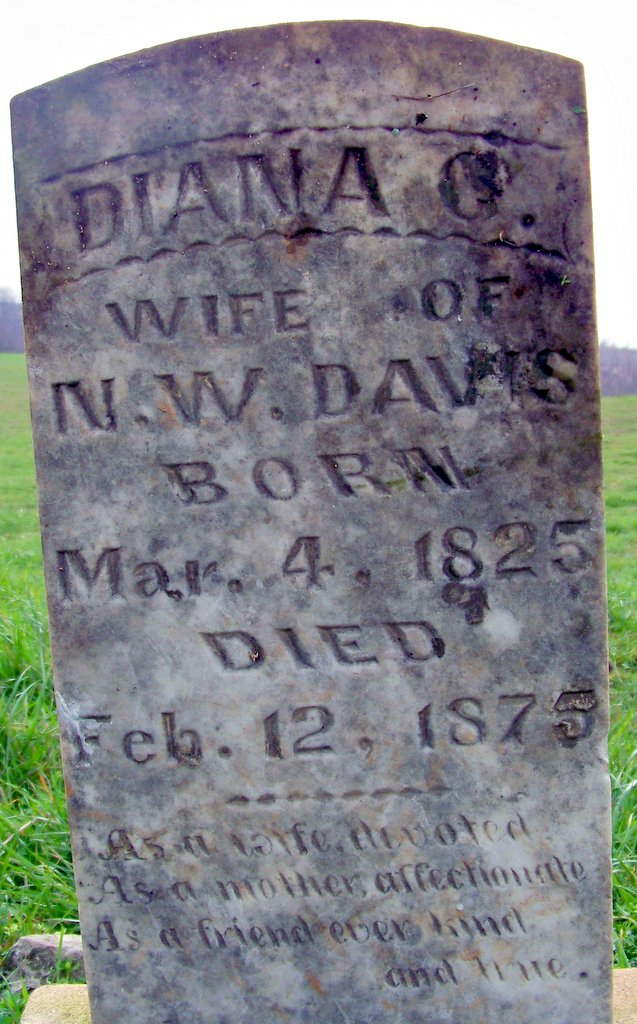 DIANA C.
WIFE OF
N.W. DAVIS
BORN
Mar. 4, 1825
DIED
Feb. 12, 1875
As a wife, devoted
As a mother, affectionate
As a friend ever kind
and true.